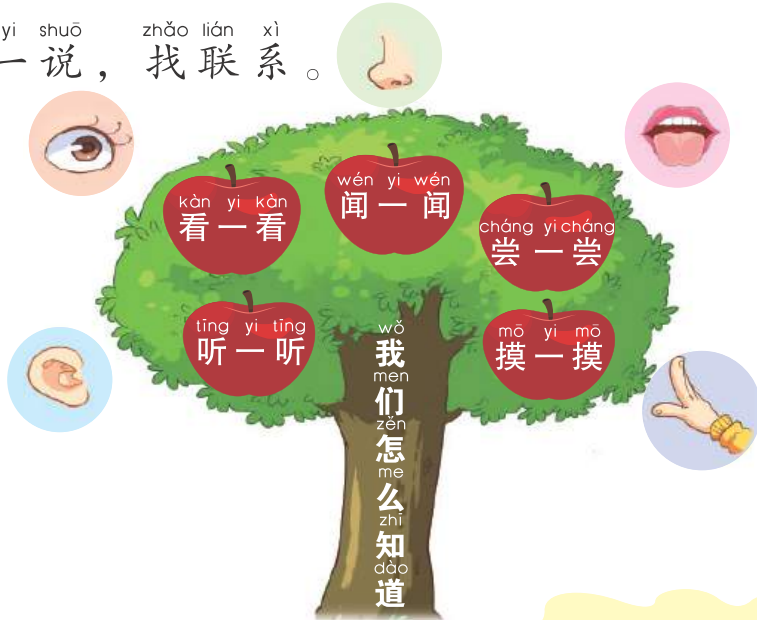 yi shuō zhǎo lián xì
一说，找联系。
kàn yi kàn
看一看
wén yi wén
闻一闻
cháng yi cháng
尝一尝
tīng yi tīng
听一听
mō yi mō
摸一摸
wǒ
我
men
们
zěn
怎
me
么
zhī
知
dào
道